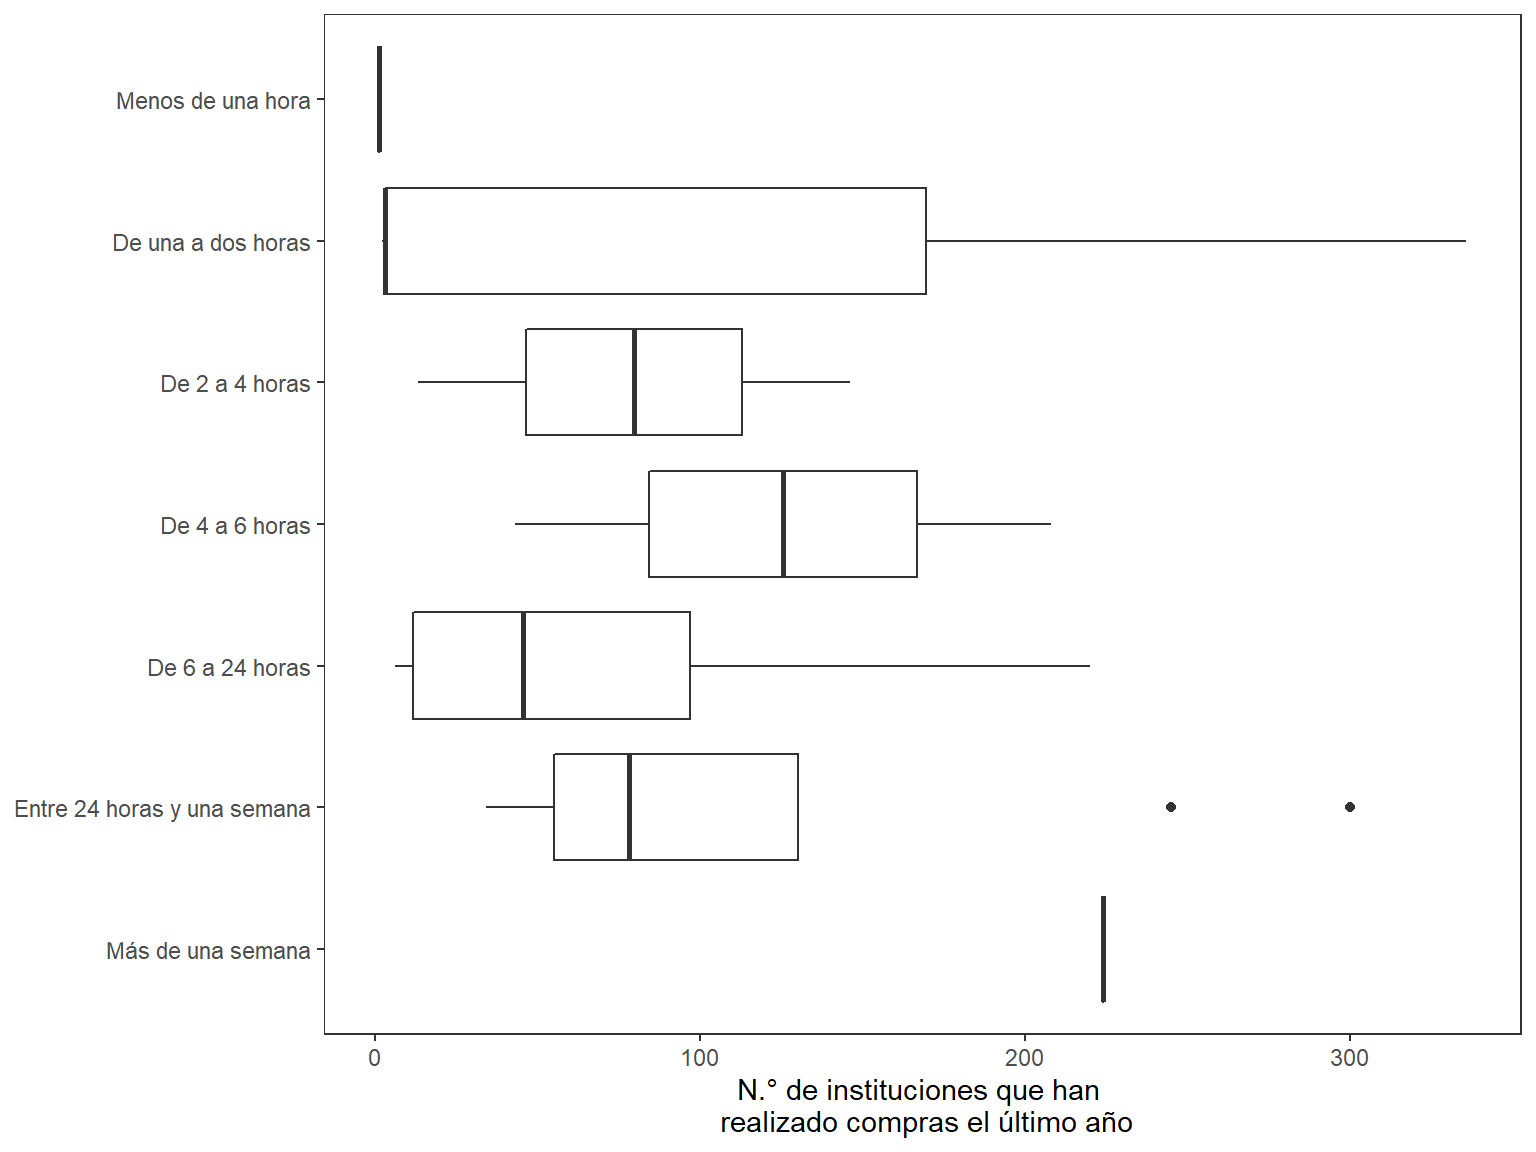 Menos de una hora
De una a dos horas
De 2 a 4 horas
De 4 a 6 horas
De 6 a 24 horas
Entre 24 horas y una semana
Más de una semana
0 100 200 300
N.° de instituciones que han
realizado compras el último año